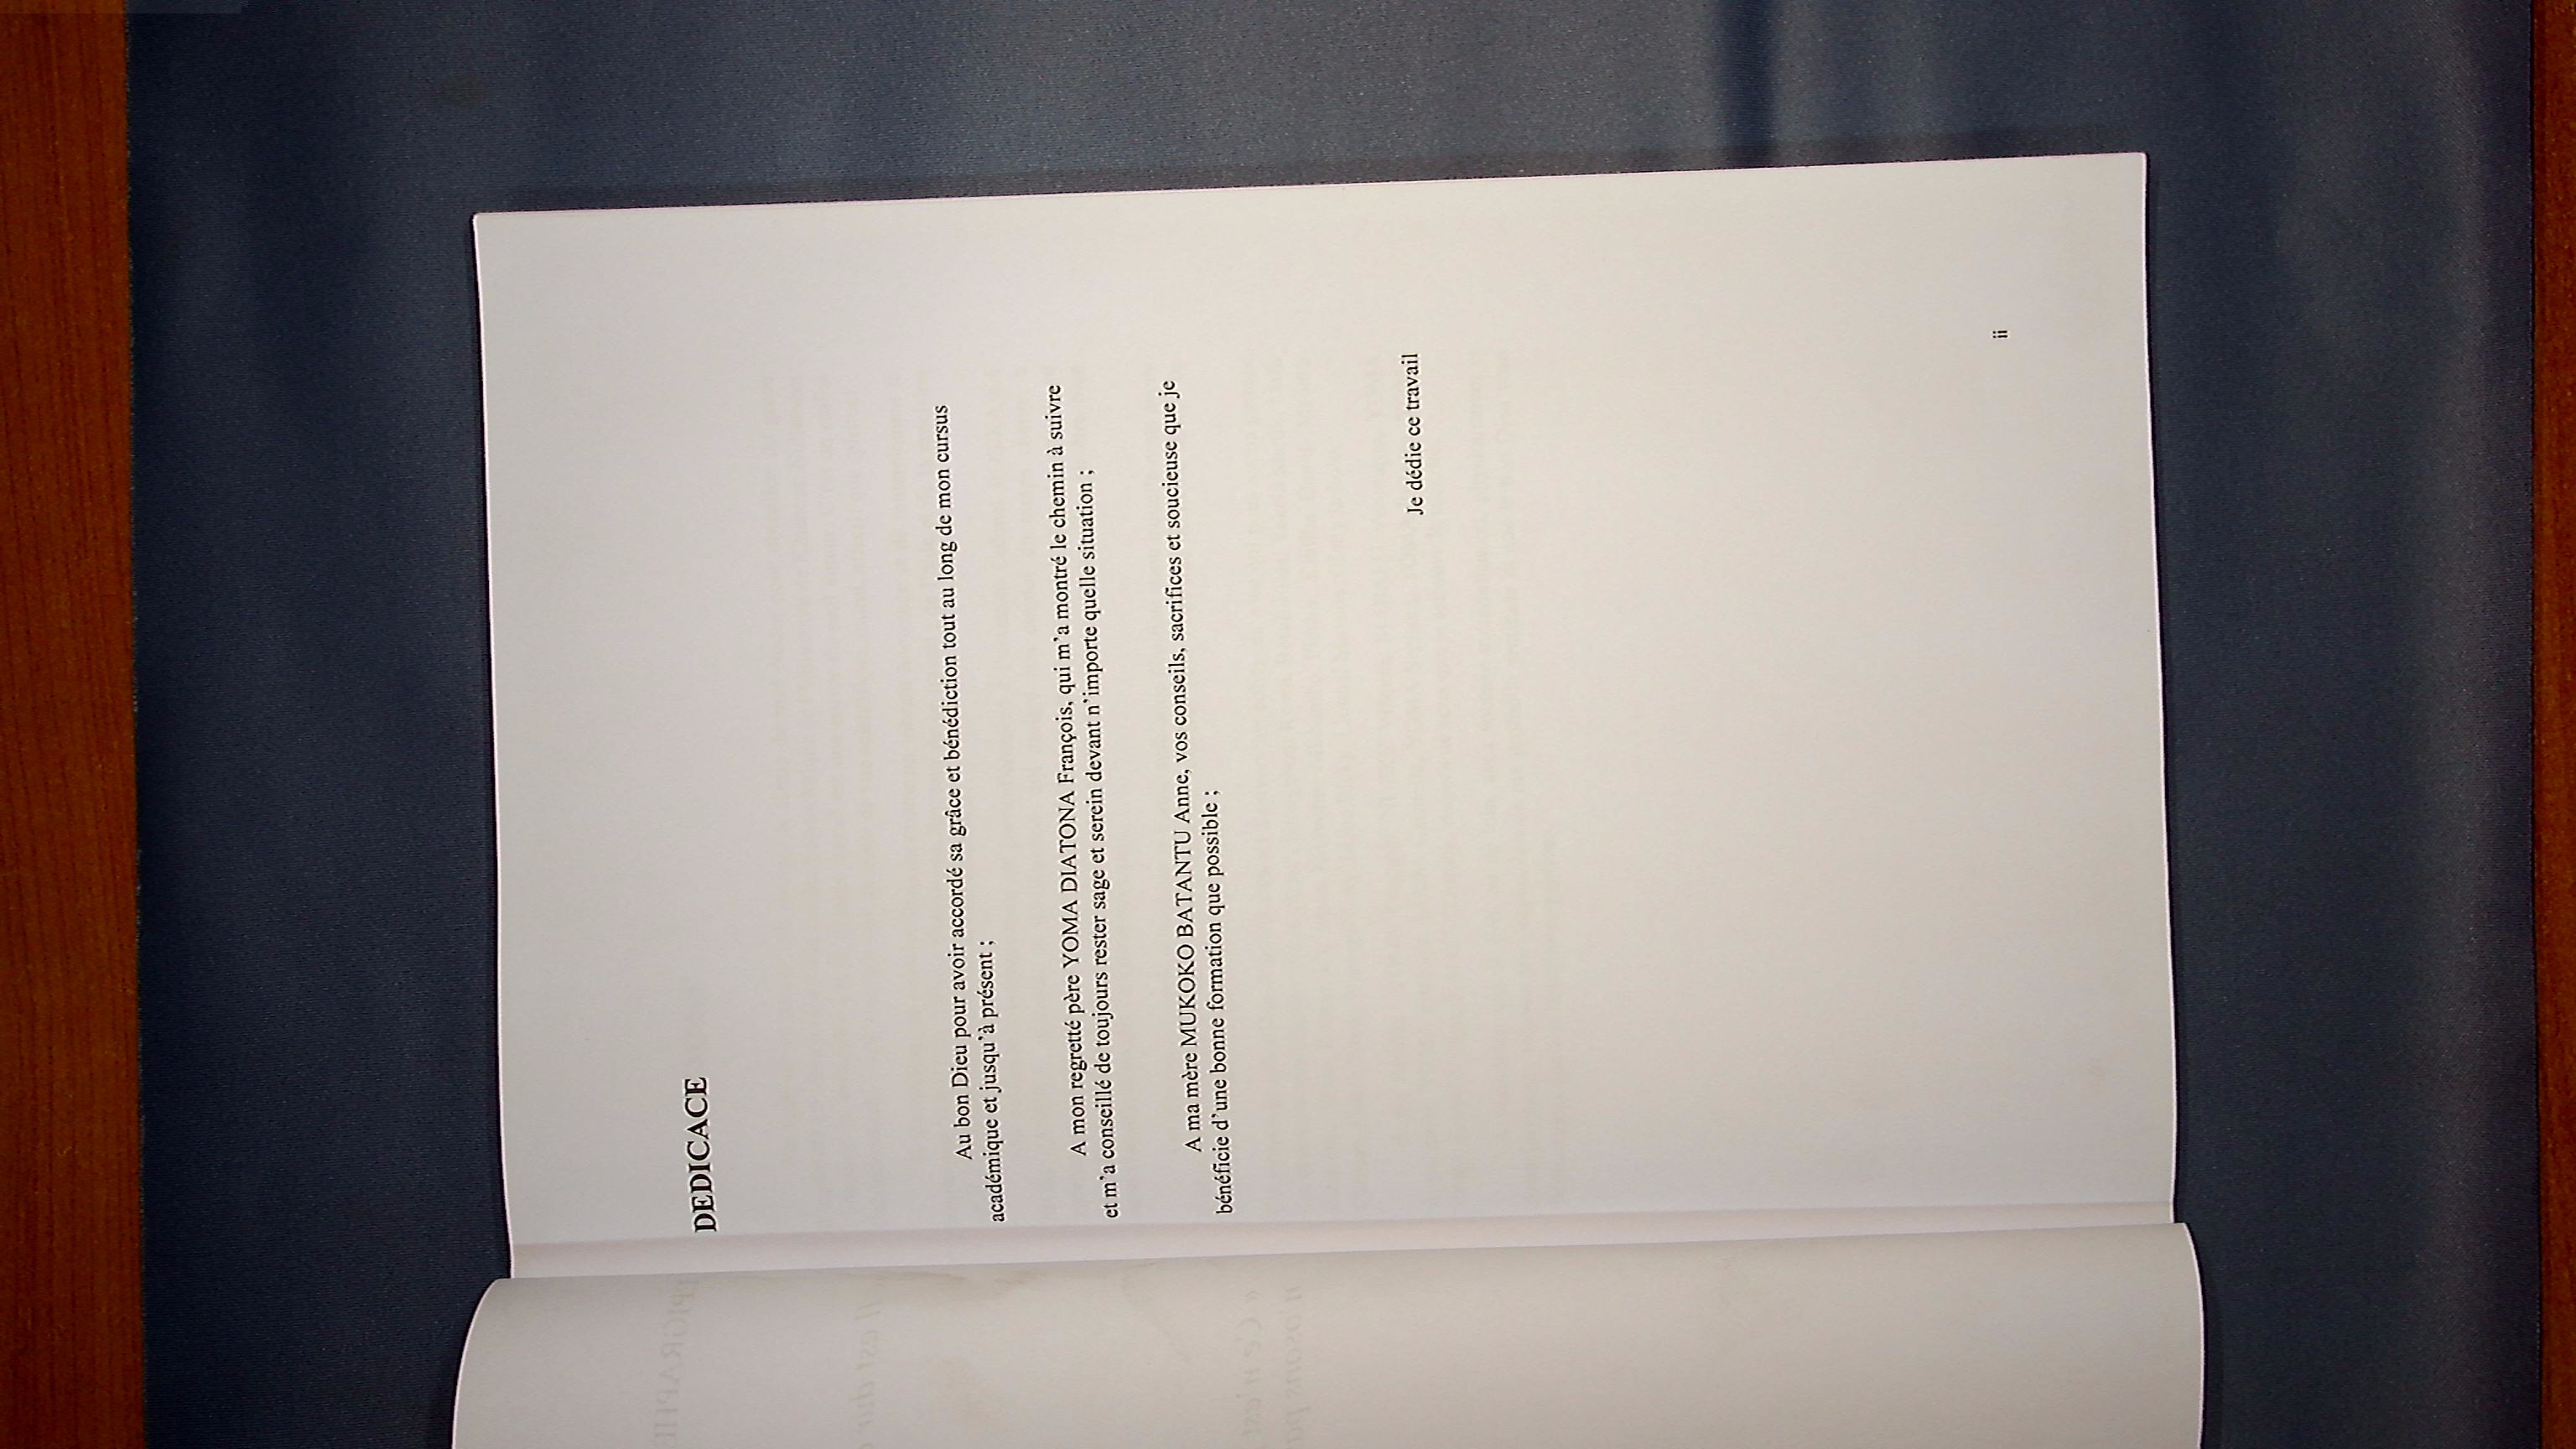 DEDICACE
Au bon Dieu pour avoir accordé sa grâce et bénédiction tout au long de mon cursus
académique et jusqu'à présent ;
A mon regretté père YOMA DIATONA François, qui m'a montré le chemin à suivre
et m'a conseillé de toujours rester sage et serein devant n'importe quelle situation ;
A ma mère MUKOKO BATANTU Anne, vos conseils, sacrifices et soucieuse que je
bénéficie d'une bonne formation que possible ;
Je dédie ce travail
ii